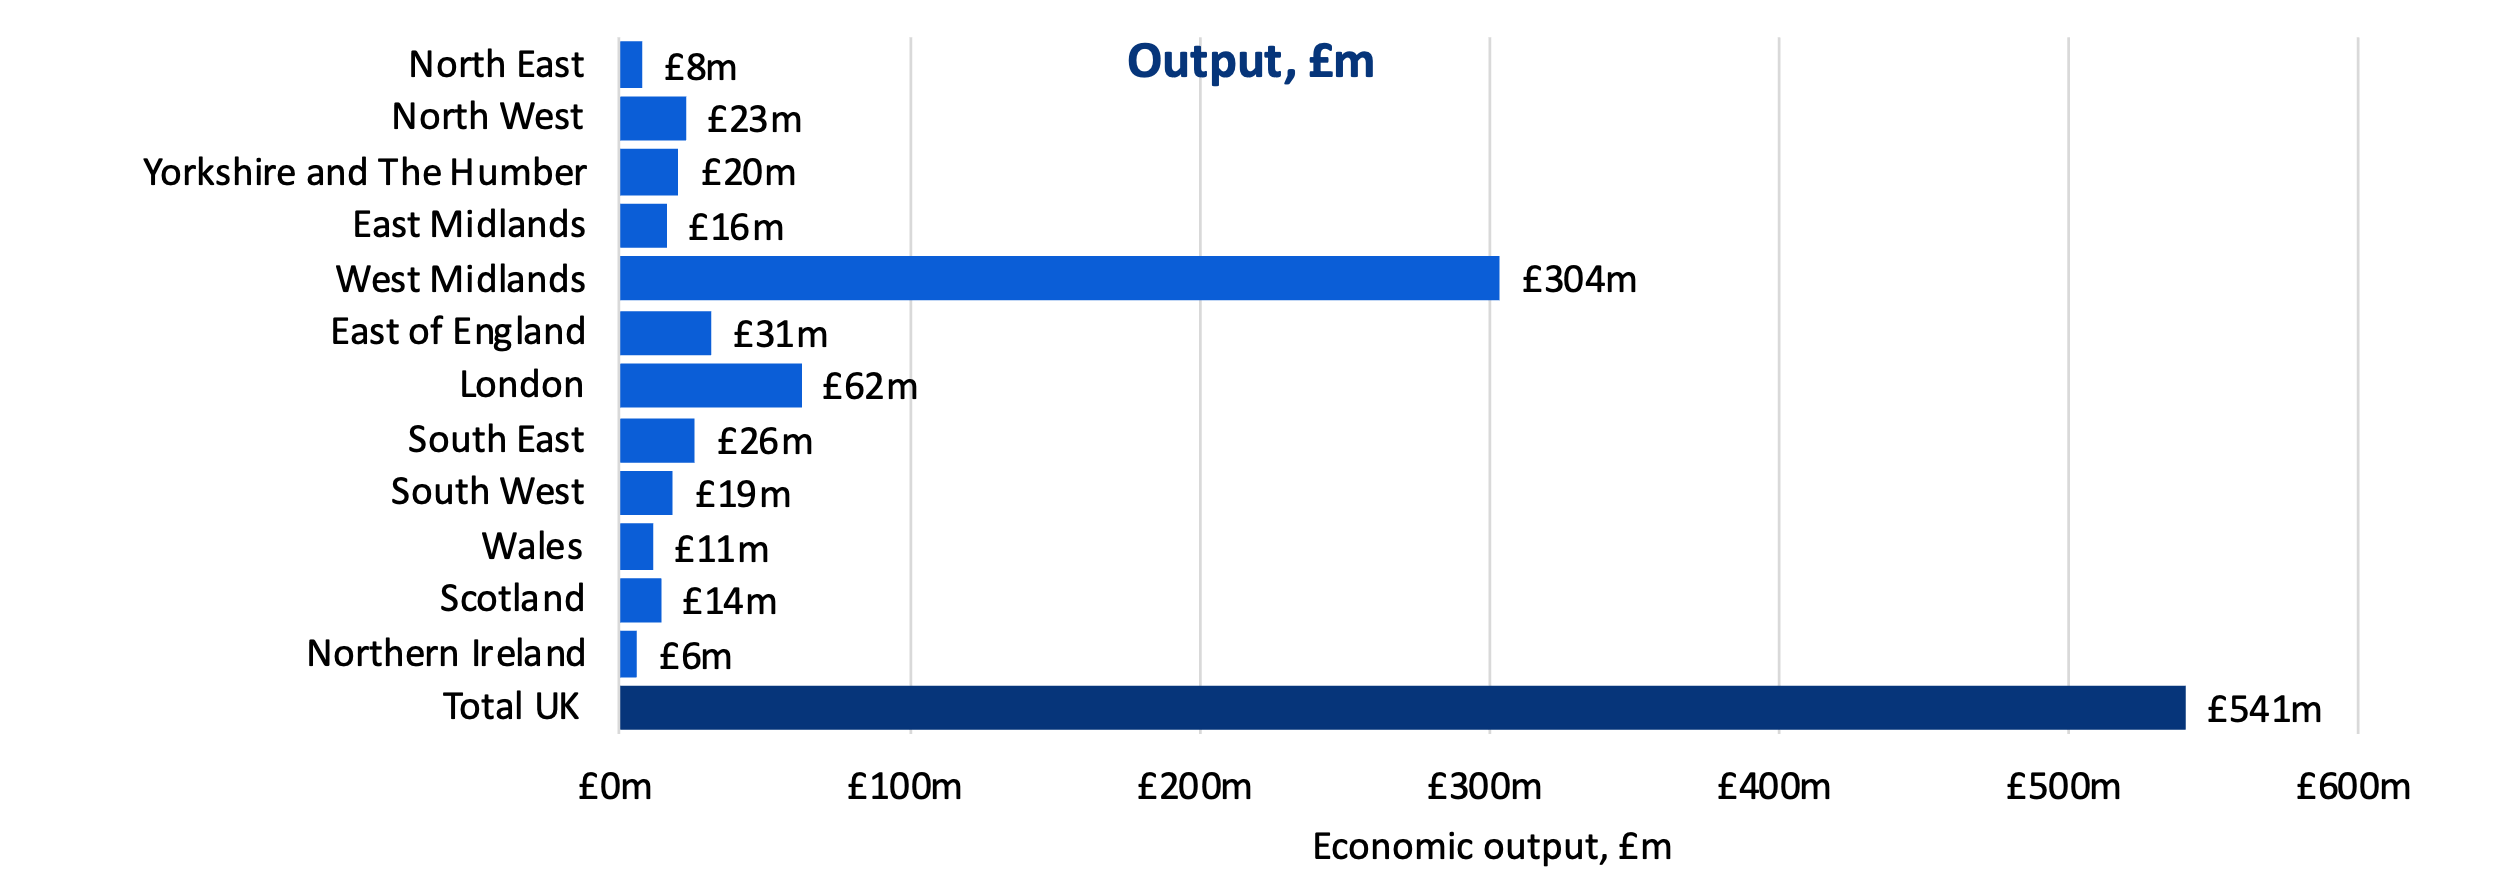 Output, £m
North East £8m
North West £23m
Yorkshire and The Humber £20m
East Midlands £16m
West Midlands £304m
East of England £31m
London £62m
South East £26m
South West £19m
Wales £11m
Scotland £14m
Northern Ireland £6m
Total UK £541m
£0m £100m £200m £300m £400m £500m £600m
Economic output, £m